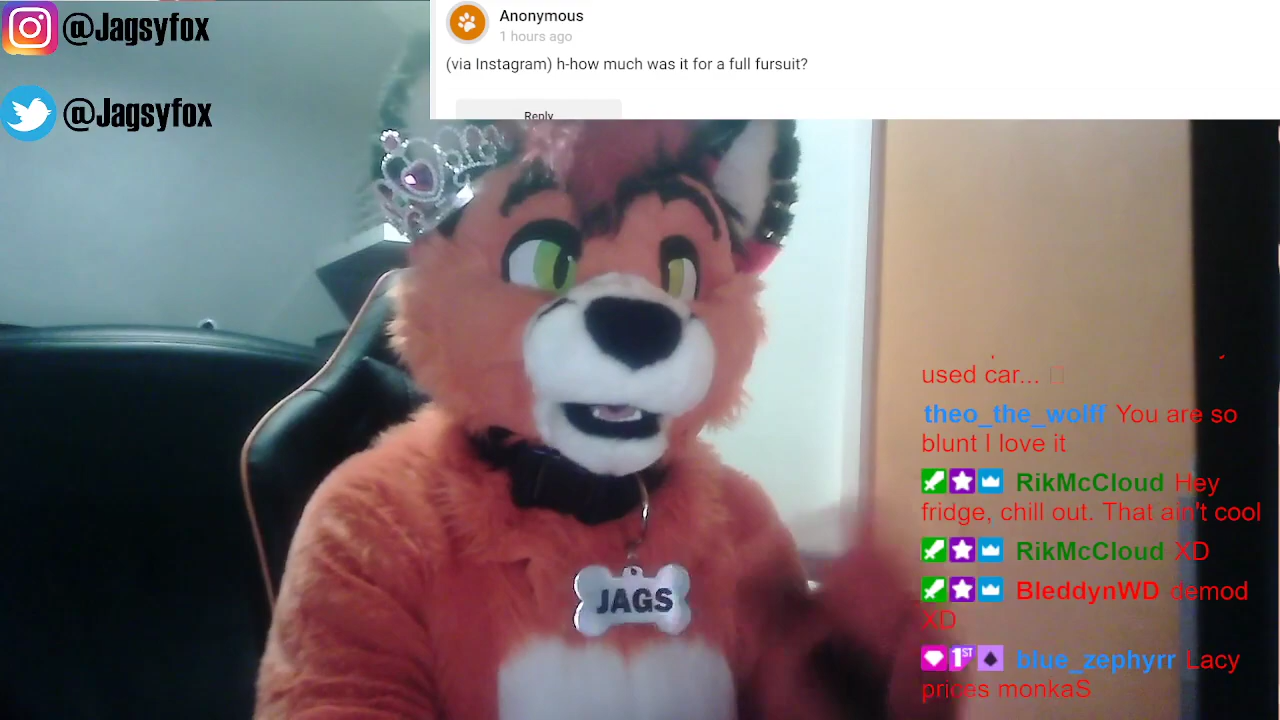 @Jagsyfox
@Jagsyfox
Anonymous
1 hours ago
(via Instagram) h-how much was it for a full fursuit?
Reply
used car...
theo_the_wolff You are so
blunt I love it
RikMcCloud Hey
fridge, chill out. That ain't cool
RikMcCloud XD
BleddynWD demod
XD
1ST blue_zephyrr Lacy
prices monkaS
JAGS